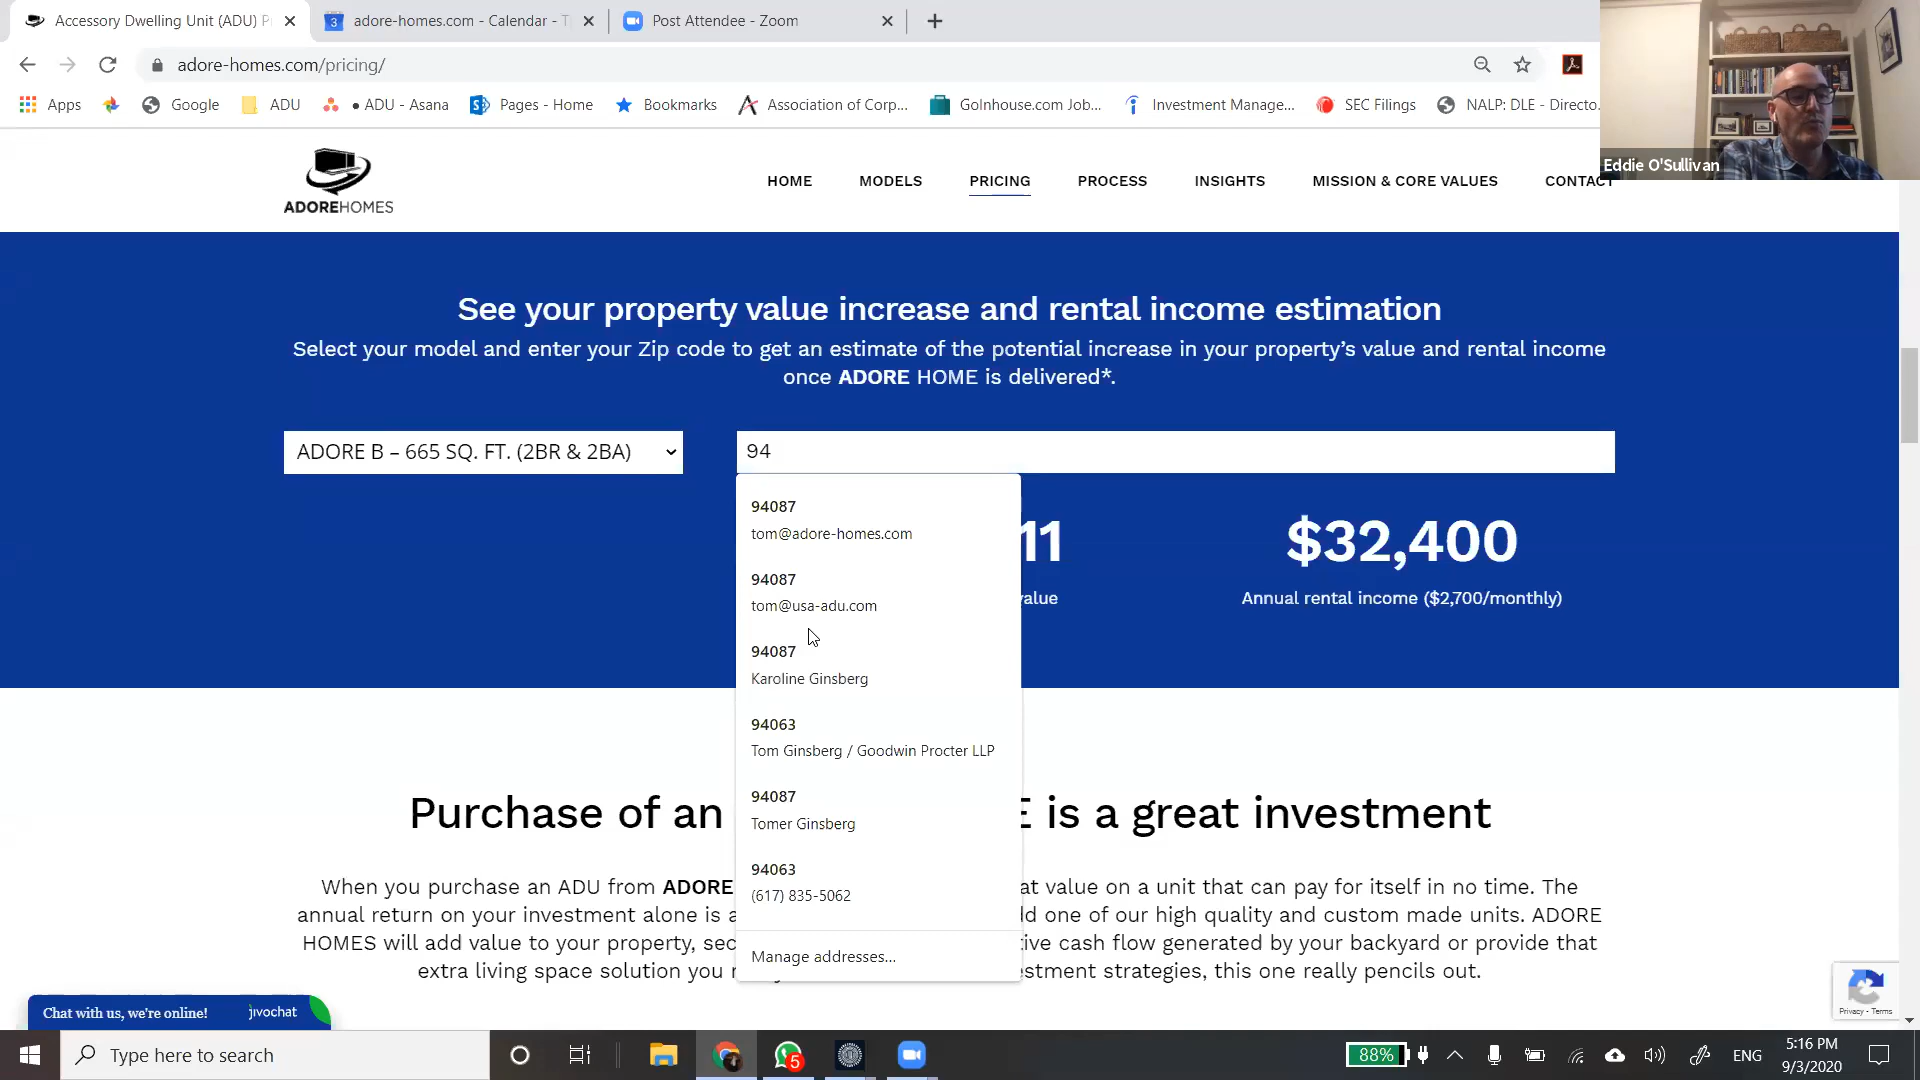 Accessory Dwelling Unit (ADU) P
adore-homes.com - Calendar - T
Post Attendee - Zoom
adore-homes.com/pricing/
Apps
Google
ADU
• ADU - Asana
Pages - Home
Bookmarks
Association of Corp...
GoInhouse.com Job...
Investment Manage...
SEC Filings
NALP: DLE - Directo...
Eddie O'Sullivan
ADOREHOMES
HOME
MODELS
PRICING
PROCESS
INSIGHTS
MISSION & CORE VALUES
CONTACT
See your property value increase and rental income estimation
Select your model and enter your Zip code to get an estimate of the potential increase in your property's value and rental income
once ADORE HOME is delivered*.
ADORE B – 665 SQ. FT. (2BR & 2BA)
94
94087
tom@adore-homes.com
94087
tom@usa-adu.com
94087
Karoline Ginsberg
94063
Tom Ginsberg / Goodwin Procter LLP
94087
Tomer Ginsberg
94063
(617) 835-5062
Manage addresses...
11
value
$32,400
Annual rental income ($2,700/monthly)
Purchase of an E is a great investment
When you purchase an ADU from ADORE at value on a unit that can pay for itself in no time. The
annual return on your investment alone is a ld one of our high quality and custom made units. ADORE
HOMES will add value to your property, sec tive cash flow generated by your backyard or provide that
extra living space solution you estment strategies, this one really pencils out.
Chat with us, we're online!
jivochat
Privacy - Terms
Type here to search
5
88%
ENG
5:16 PM
9/3/2020